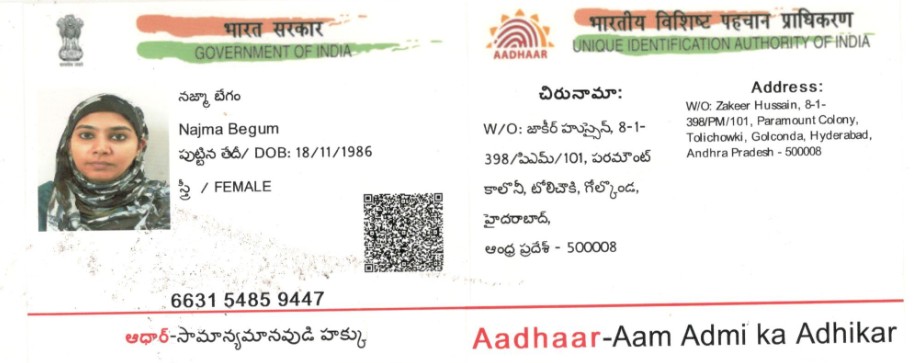 भारत सरकार
GOVERNMENT OF INDIA
నజ్మా బేగం
Najma Begum
పుట్టిన తేదీ/ DOB: 18/11/1986
స్త్రీ / FEMALE
6631 5485 9447
ఆధార్-సామాన్యమానవుడి హక్కు
भारतीय विशिष्ट पहचान प्राधिकरण
UNIQUE IDENTIFICATION AUTHORITY OF INDIA
AADHAAR
చిరునామా:
W/O: జాకీర్ హుస్సేన్, 8-1-
398/పిఎమ్/101, పరమౌంట్
కాలొనీ, టోలిచౌకి, గోల్కొండ,
హైదరాబాద్,
ఆంధ్ర ప్రదేశ్ - 500008
Address:
W/O: Zakeer Hussain, 8-1-
398/PM/101, Paramount Colony,
Tolichowki, Golconda, Hyderabad,
Andhra Pradesh - 500008
Aadhaar-Aam Admi ka Adhikar